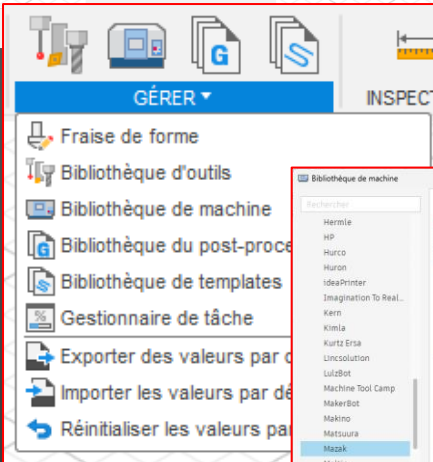 GÉRER
INSPECT
Fraise de forme
Bibliothèque d'outils
Bibliothèque de machine
Bibliothèque du post-proce
Bibliothèque de templates
Gestionnaire de tâche
Exporter des valeurs par d
Importer les valeurs par dé
Réinitialiser les valeurs pa
Bibliothèque de machine
Rechercher
Hermle
HP
Hurco
Huron
ideaPrinter
Imagination To Real...
Kern
Kimla
Kurtz Ersa
Lincsolution
LulzBot
Machine Tool Camp
MakerBot
Makino
Matsuura
Mazak